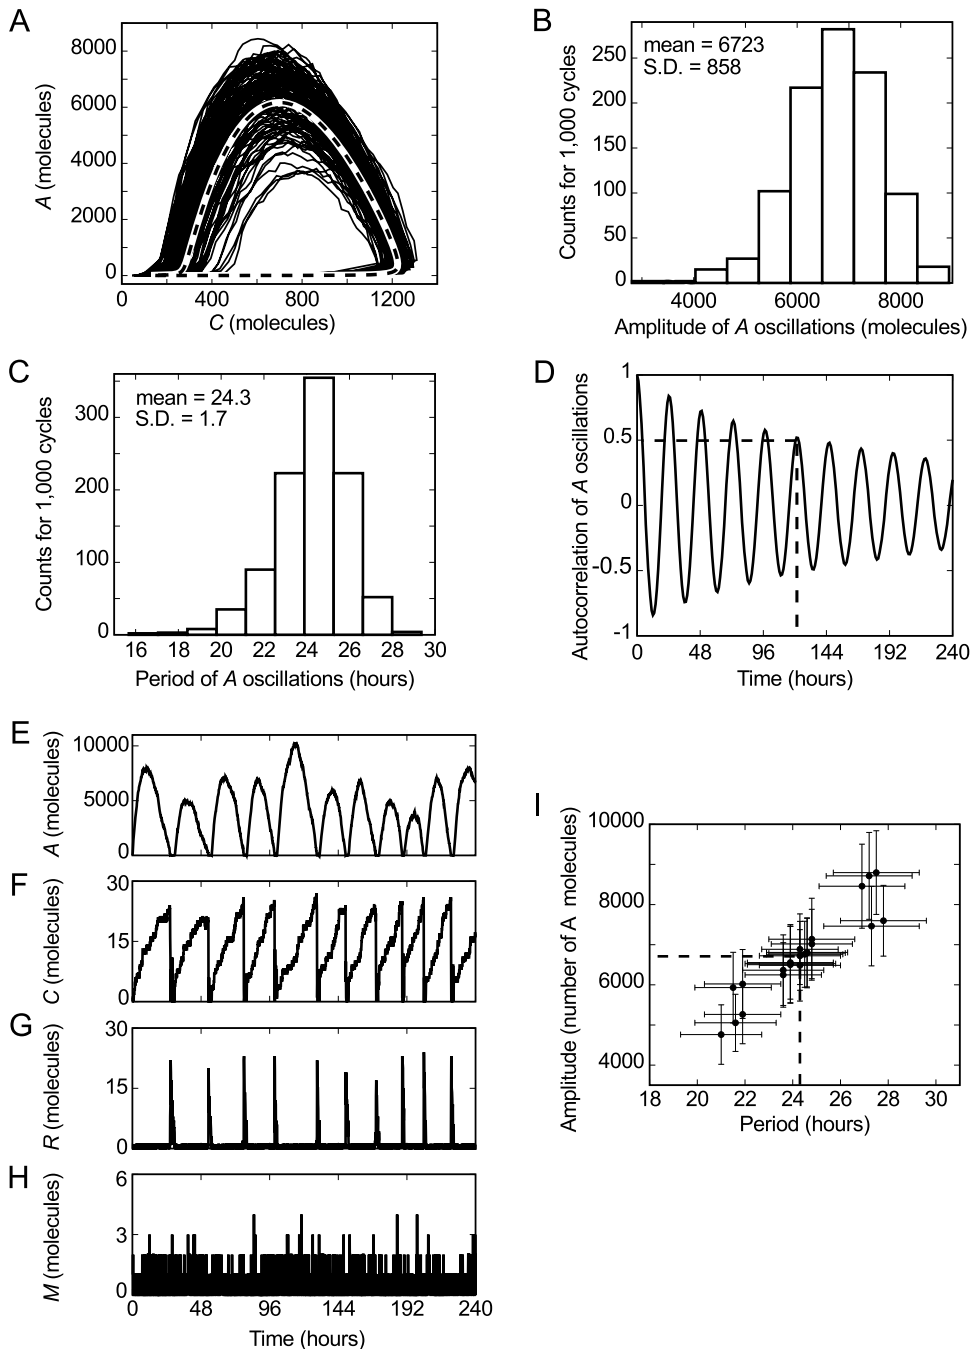 A
8000
6000
4000
2000
0
A (molecules)
0 400 800 1200
C (molecules)
B
mean = 6723
S.D. = 858
250
200
150
100
50
0
Counts for 1,000 cycles
4000 6000 8000
Amplitude of A oscillations (molecules)
C
mean = 24.3
S.D. = 1.7
300
200
100
0
Counts for 1,000 cycles
16 18 20 22 24 26 28 30
Period of A oscillations (hours)
D
1
0.5
0
-0.5
-1
Autocorrelation of A oscillations
0 48 96 144 192 240
Time (hours)
E
10000
5000
0
A (molecules)
F
30
15
0
C (molecules)
G
30
15
0
R (molecules)
H
6
3
0
M (molecules)
0 48 96 144 192 240
Time (hours)
I
10000
8000
6000
4000
Amplitude (number of A molecules)
18 20 22 24 26 28 30
Period (hours)